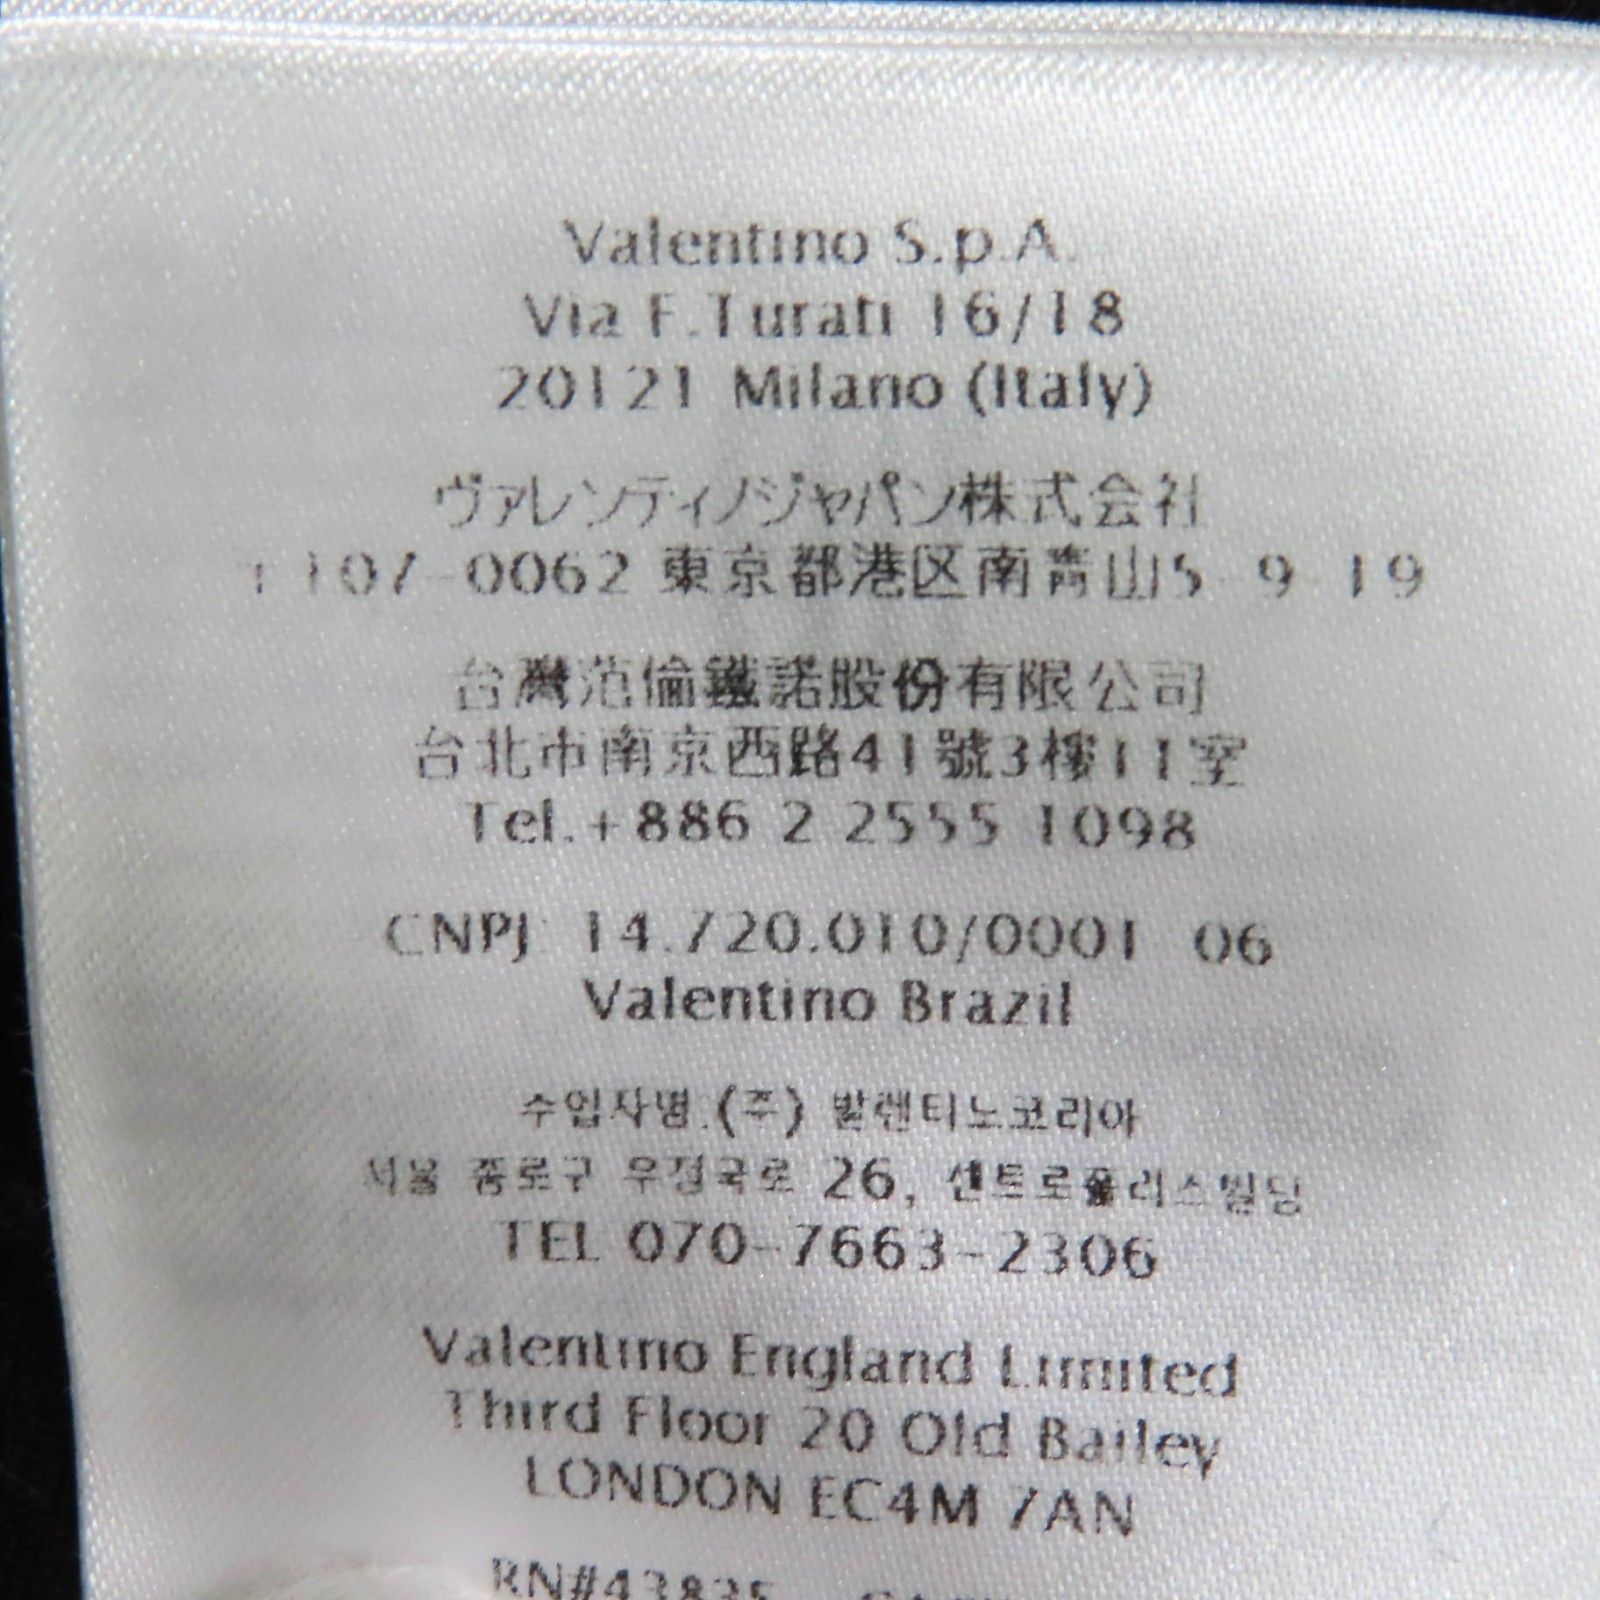 Valentino S.p.A.
Via F.Turati 16/18
20121 Milano (Italy)
ヴァレンティノジャパン株式会社
〒107-0062 東京都港区南青山5-9-19
台灣范倫鐵諾股份有限公司
台北市南京西路41號3樓11室
Tel.+886 2 2555 1098
CNPJ: 14.720.010/0001-06
Valentino Brazil
수입자명.(주) 발렌티노코리아
서울 종로구 우정국로 26, 센트로폴리스빌딩
TEL 070-7663-2306
Valentino England Limited
Third Floor 20 Old Bailey
LONDON EC4M 7AN
RN#43835